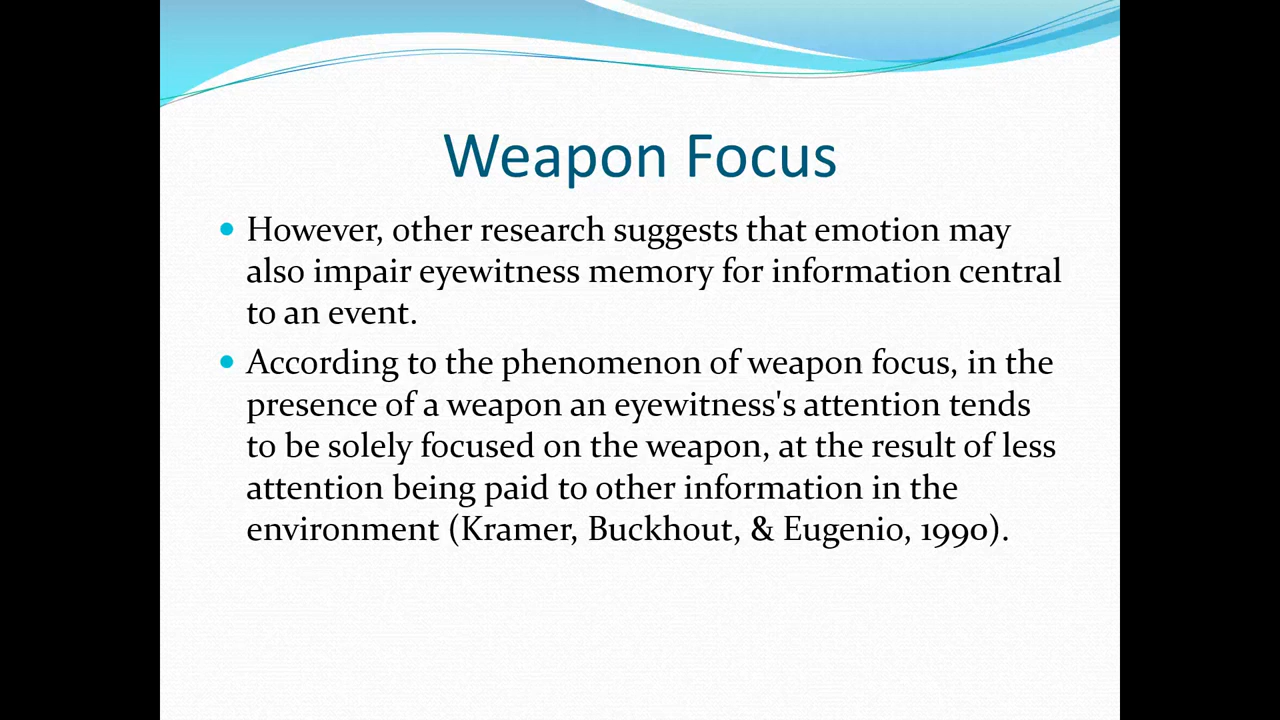 Weapon Focus
• However, other research suggests that emotion may
also impair eyewitness memory for information central
to an event.
• According to the phenomenon of weapon focus, in the
presence of a weapon an eyewitness's attention tends
to be solely focused on the weapon, at the result of less
attention being paid to other information in the
environment (Kramer, Buckhout, & Eugenio, 1990).